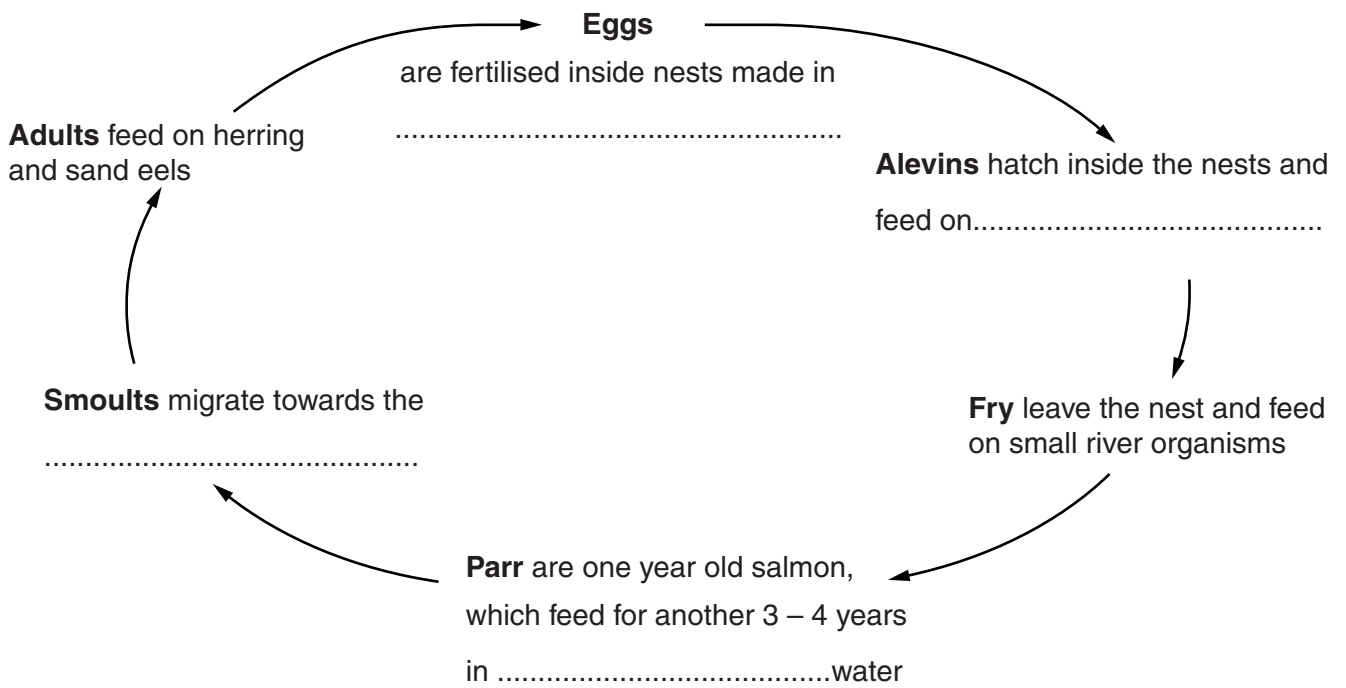 Eggs
are fertilised inside nests made in
......................................................
Alevins hatch inside the nests and
feed on..........................................
Fry leave the nest and feed
on small river organisms
Parr are one year old salmon,
which feed for another 3 – 4 years
in ........................................water
Smoults migrate towards the
.............................................
Adults feed on herring
and sand eels